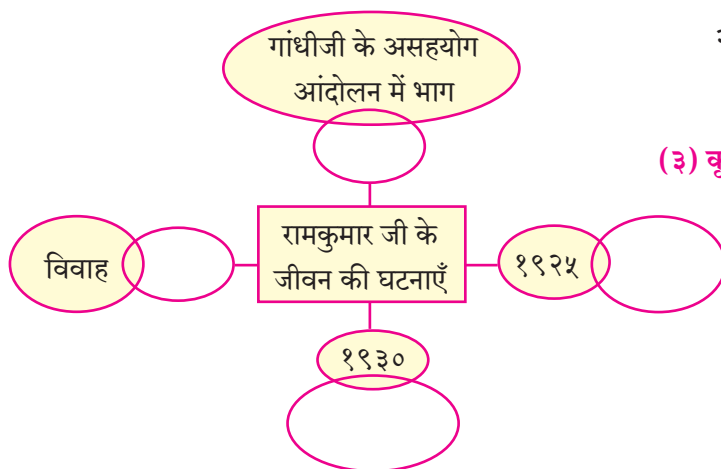 गांधीजी के असहयोग
आंदोलन में भाग
(३)
विवाह
रामकुमार जी के
जीवन की घटनाएँ
१९२५
१९३०